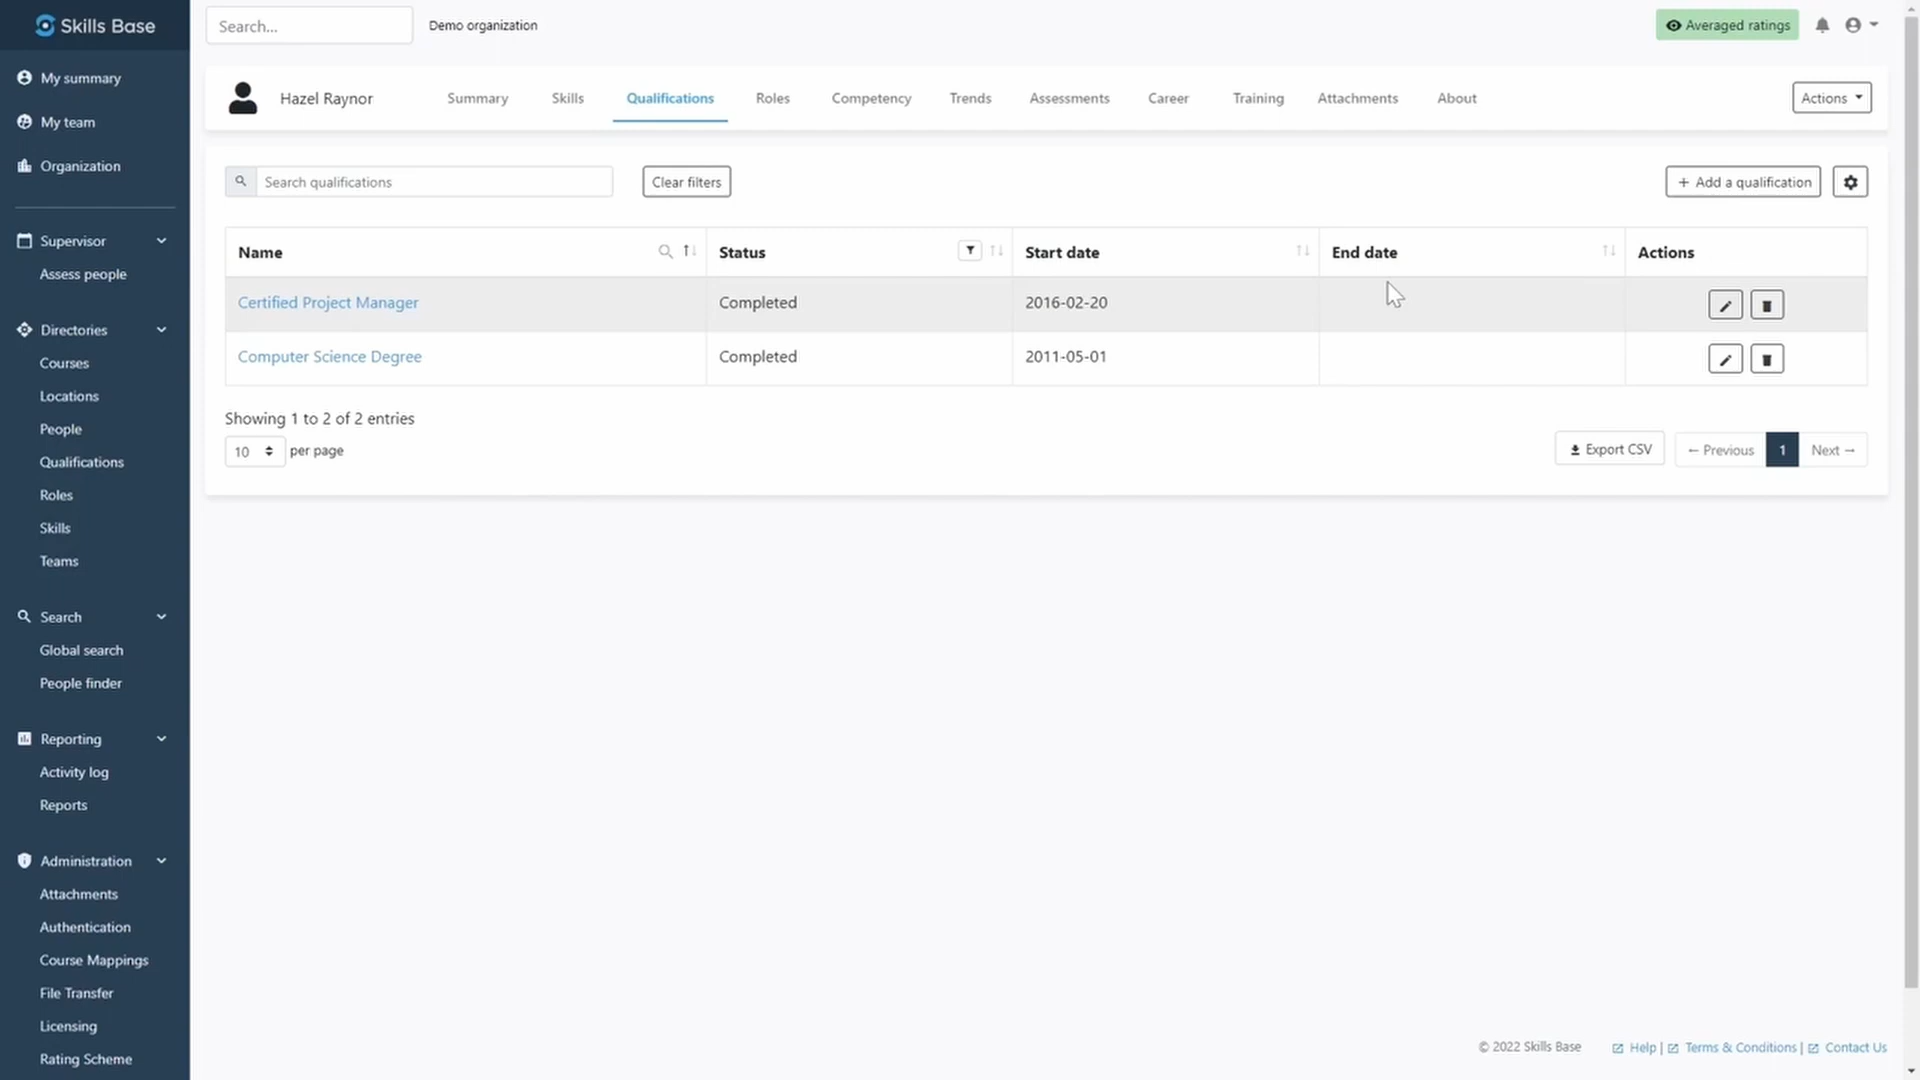 Skills Base
Search...
Demo organization
Averaged ratings
My summary
My team
Organization
Supervisor
Assess people
Directories
Courses
Locations
People
Qualifications
Roles
Skills
Teams
Search
Global search
People finder
Reporting
Activity log
Reports
Administration
Attachments
Authentication
Course Mappings
File Transfer
Licensing
Rating Scheme
Hazel Raynor
Summary
Skills
Qualifications
Roles
Competency
Trends
Assessments
Career
Training
Attachments
About
Actions
Search qualifications
Clear filters
+ Add a qualification
Name
Status
Start date
End date
Actions
Certified Project Manager
Completed
2016-02-20
Computer Science Degree
Completed
2011-05-01
Showing 1 to 2 of 2 entries
10 per page
Export CSV
← Previous
1
Next →
© 2022 Skills Base
Help | Terms & Conditions | Contact Us